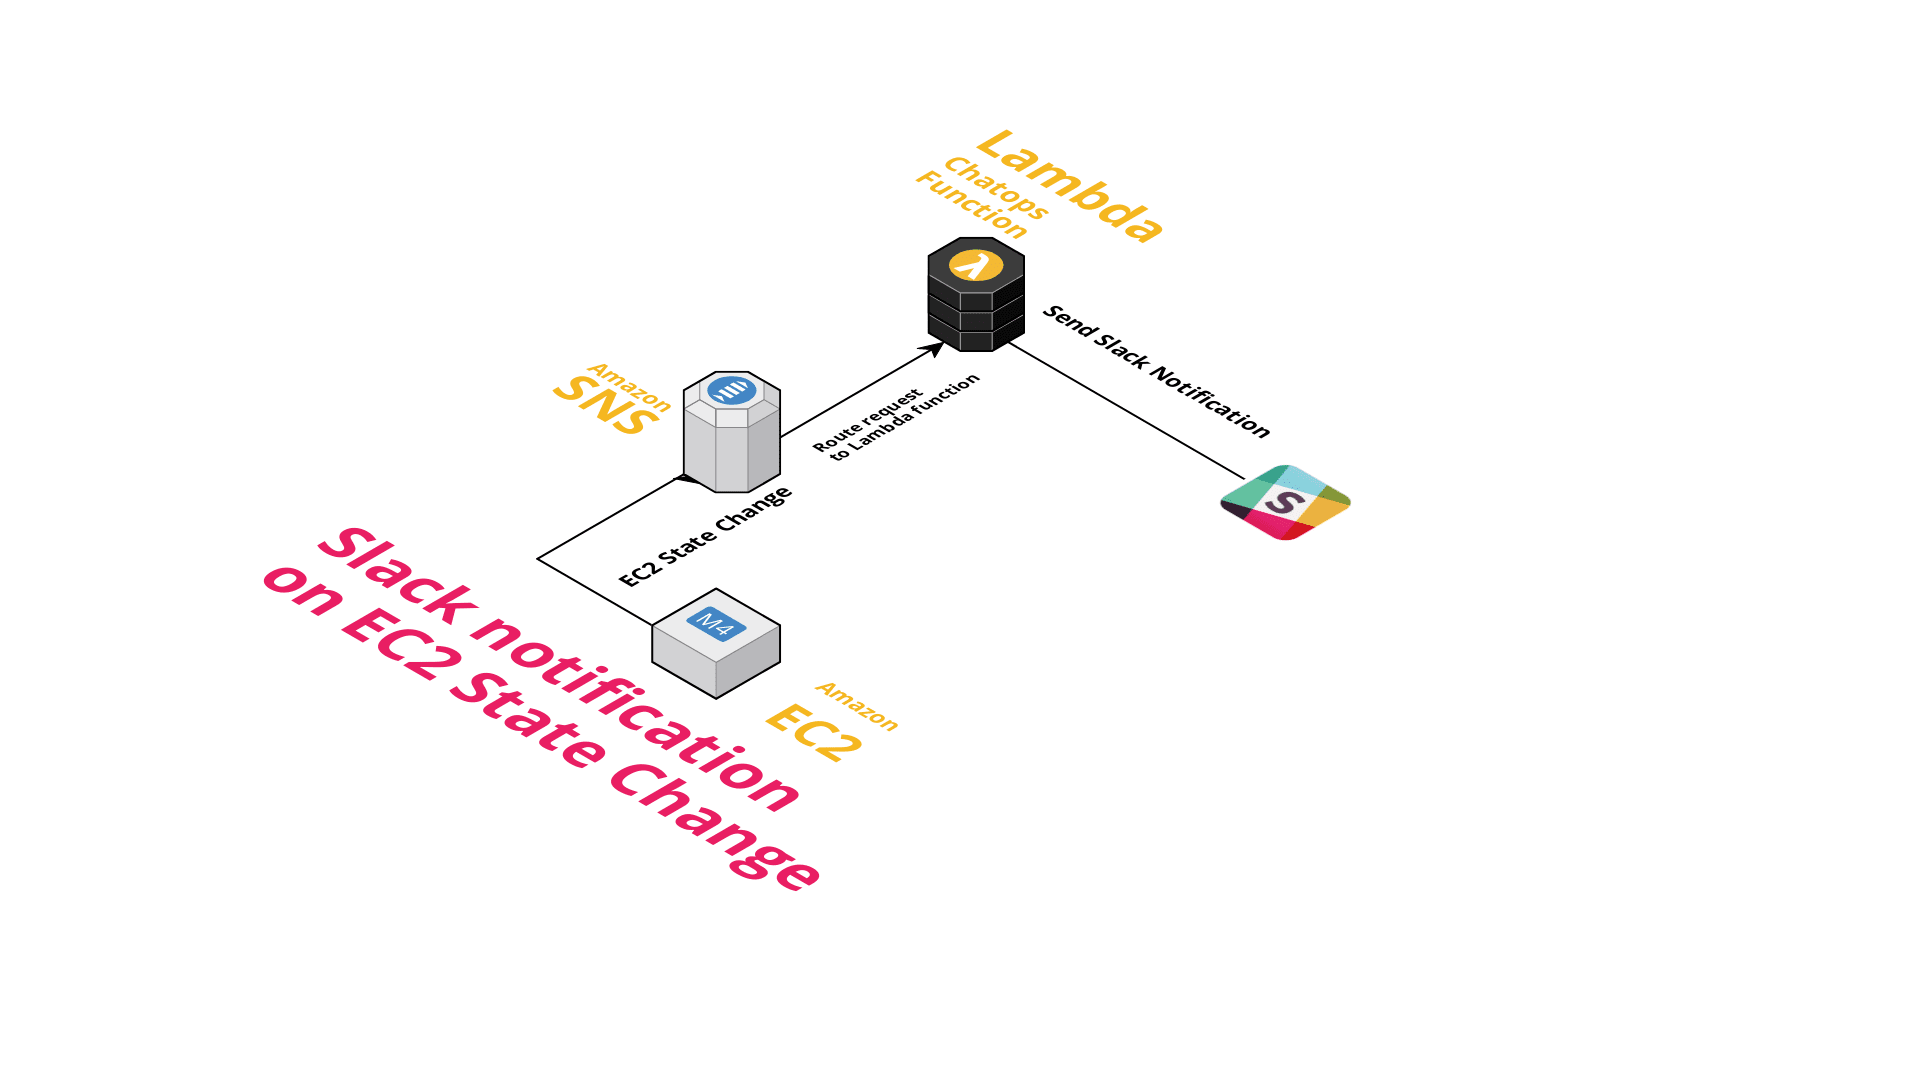 Lambda
Chatops
Function
λ
Send Slack Notification
Amazon
SNS
Route request
to Lambda function
S
EC2 State Change
M4
Amazon
EC2
Slack notification
on EC2 State Change